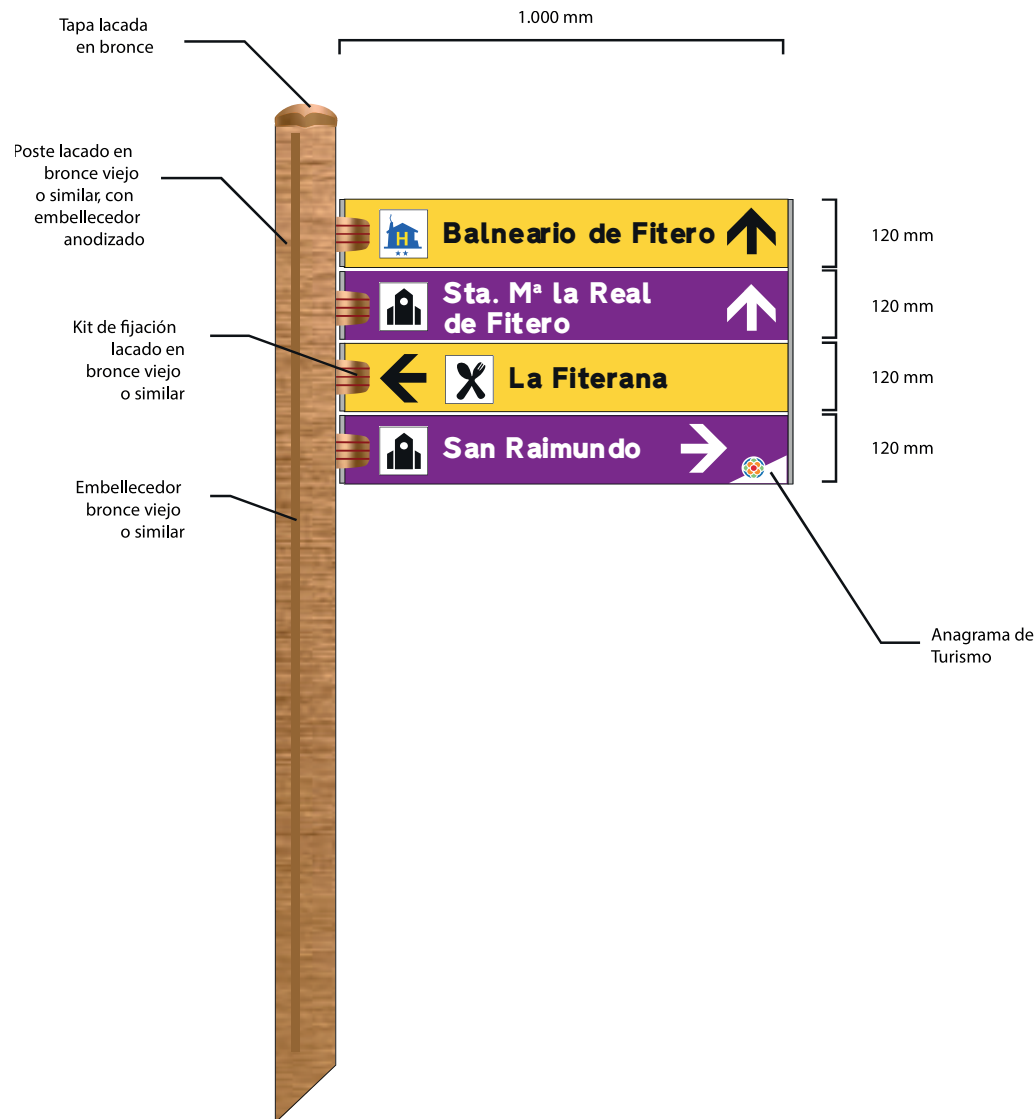 1.000 mm
Tapa lacada
en bronce
Poste lacado en
bronce viejo
o similar, con
embellecedor
anodizado
Kit de fijación
lacado en
bronce viejo
o similar
Embellecedor
bronce viejo
o similar
H
Balneario de Fitero
120 mm
Sta. Mª la Real
de Fitero
120 mm
La Fiterana
120 mm
San Raimundo
120 mm
Anagrama de
Turismo